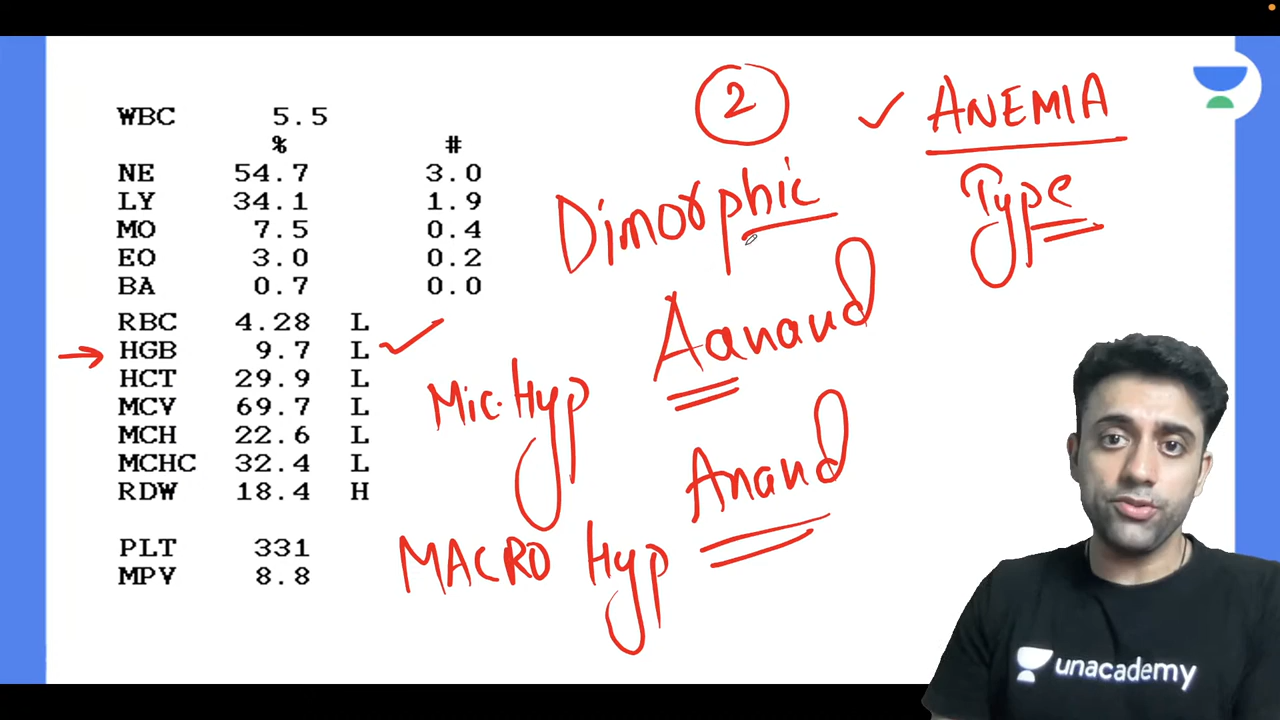 WBC 5.5
% #
NE 54.7 3.0
LY 34.1 1.9
MO 7.5 0.4
EO 3.0 0.2
BA 0.7 0.0
RBC 4.28 L
HGB 9.7 L
HCT 29.9 L
MCV 69.7 L
MCH 22.6 L
MCHC 32.4 L
RDW 18.4 H
PLT 331
MPV 8.8
2
ANEMIA
Type
Dimorphic
Aanand
Mic. Hyp
Anand
MACRO Hyp
unacademy